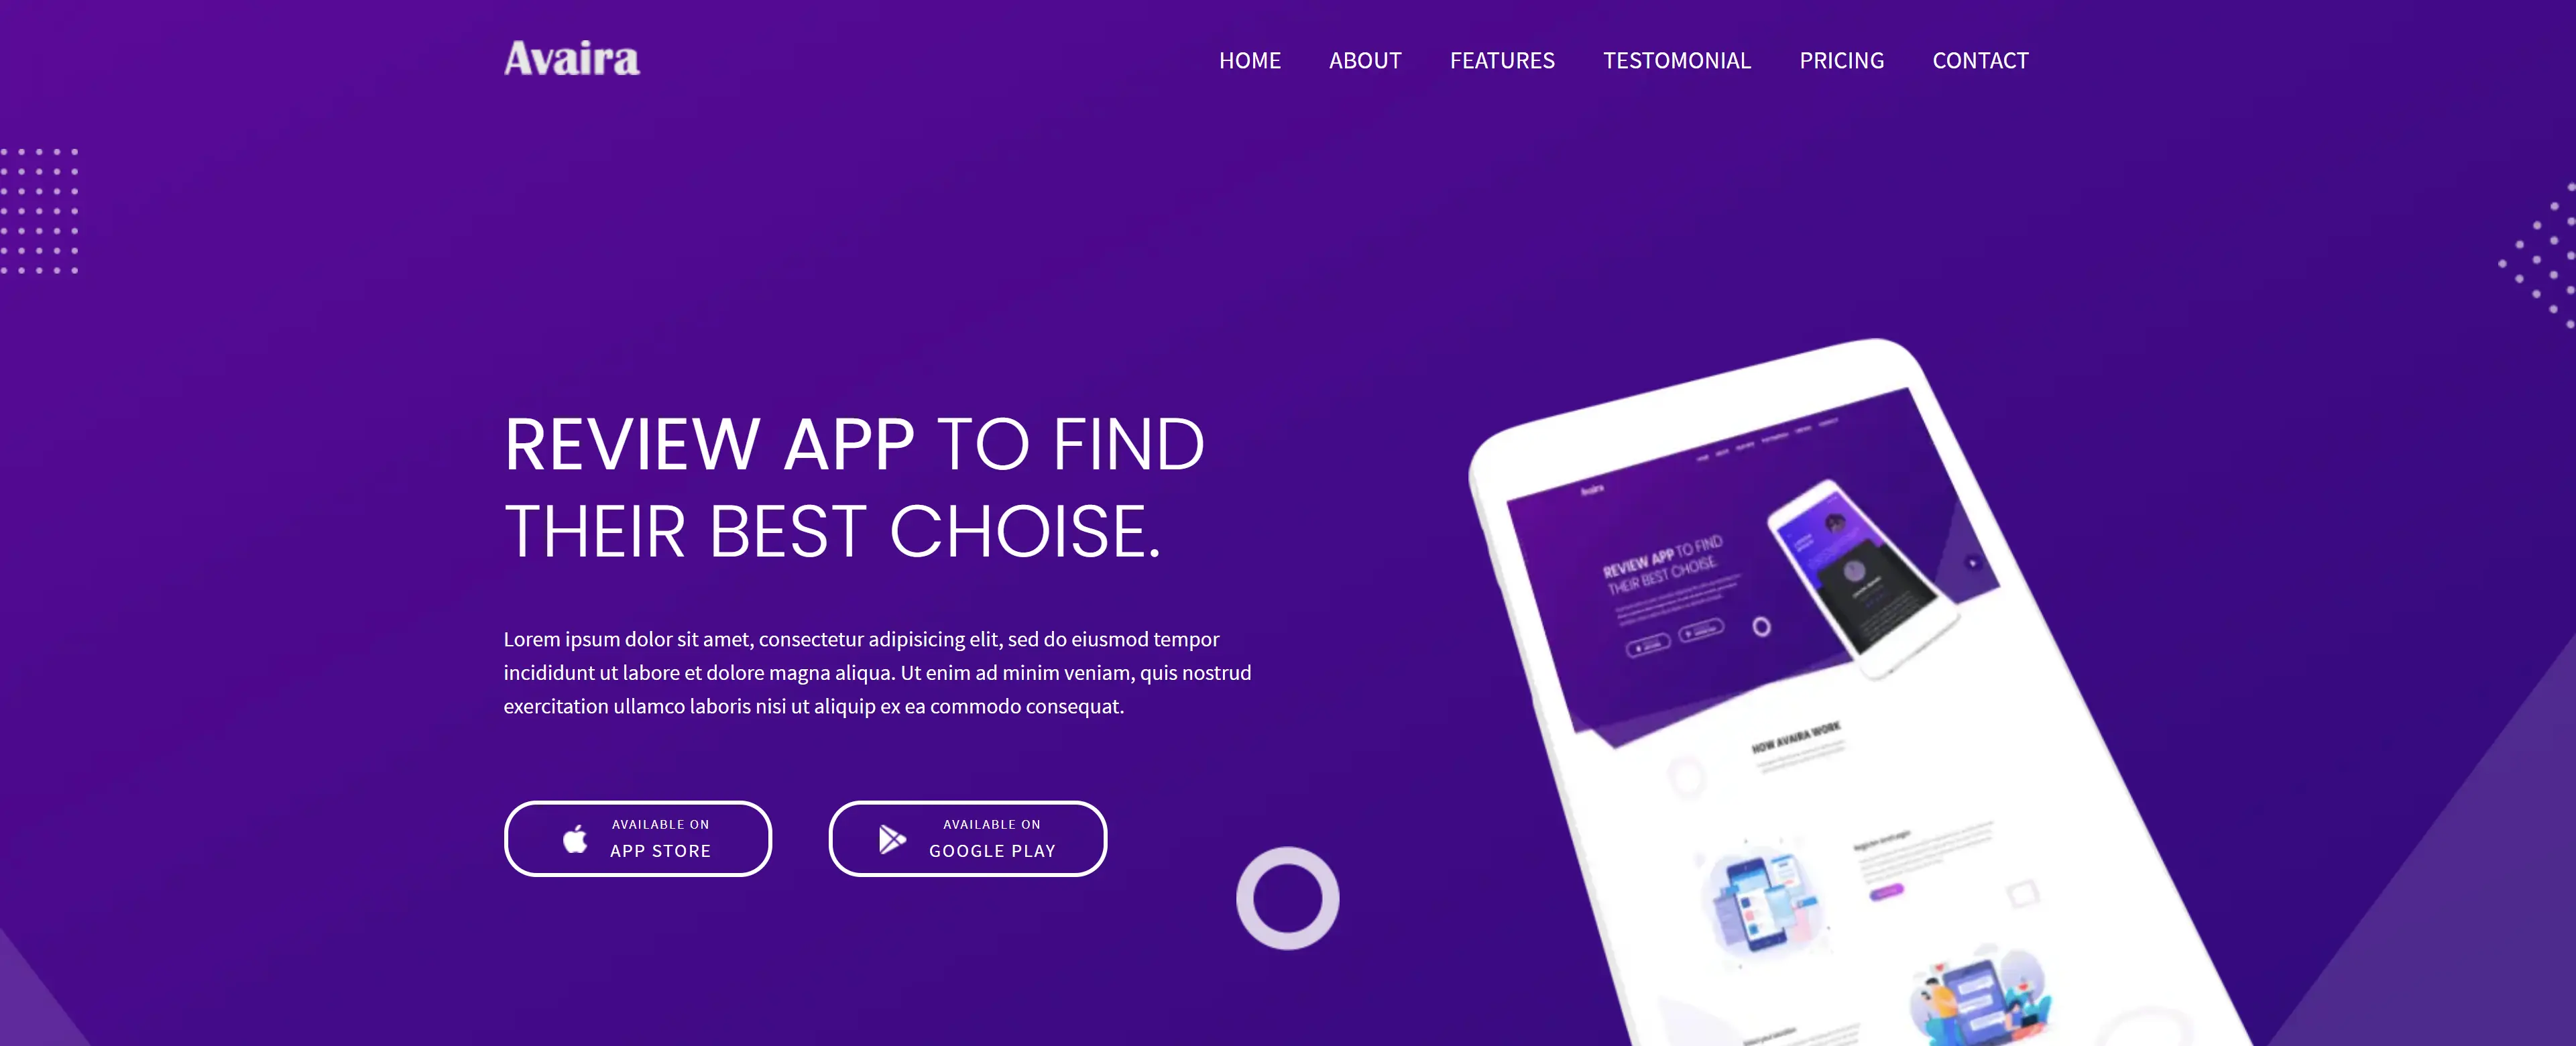 Avaira
HOME ABOUT FEATURES TESTOMONIAL PRICING CONTACT
REVIEW APP TO FIND
THEIR BEST CHOISE.
Lorem ipsum dolor sit amet, consectetur adipisicing elit, sed do eiusmod tempor
incididunt ut labore et dolore magna aliqua. Ut enim ad minim veniam, quis nostrud
exercitation ullamco laboris nisi ut aliquip ex ea commodo consequat.
AVAILABLE ON
APP STORE
AVAILABLE ON
GOOGLE PLAY
Avaira
REVIEW APP TO FIND
THEIR BEST CHOISE.
HOW AVAIRA WORK